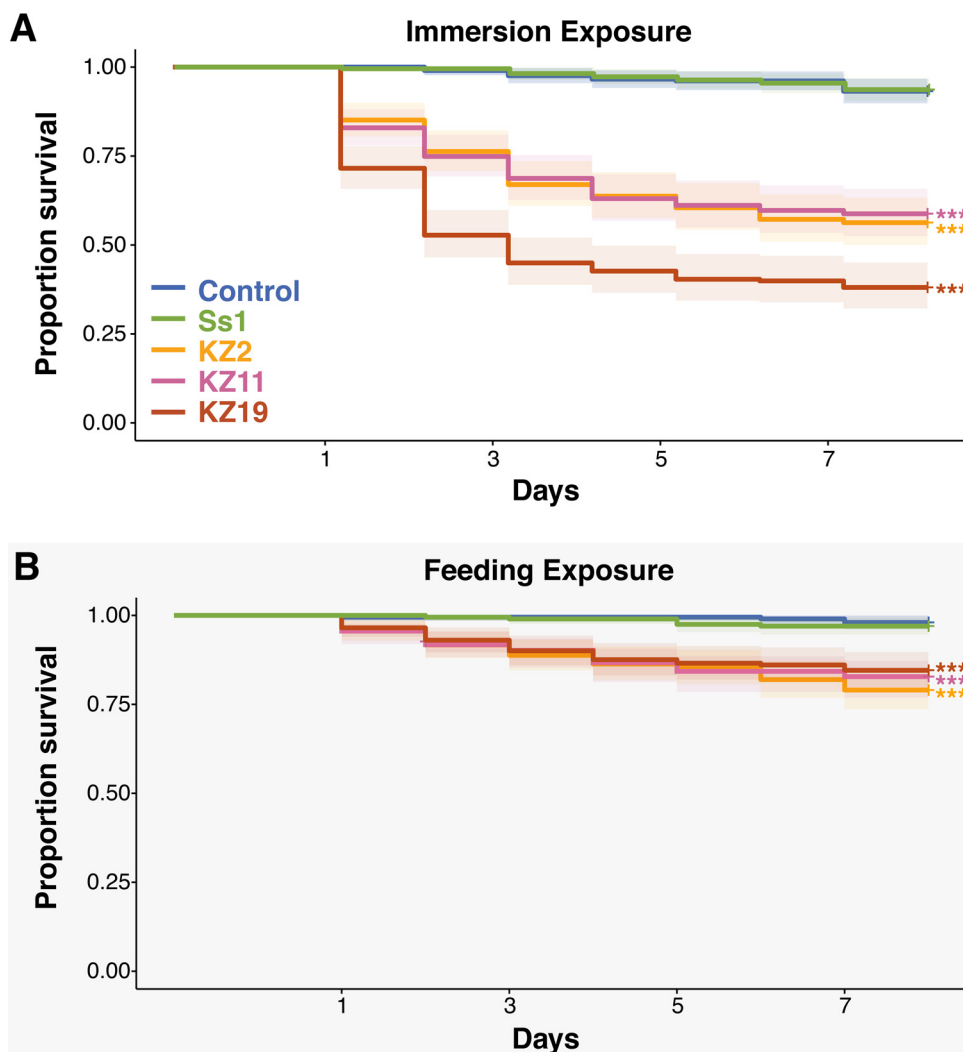 A
Immersion Exposure
Proportion survival
1.00
0.75
0.50
0.25
0.00
Control
Ss1
KZ2
KZ11
KZ19
***
***
***
1 3 5 7
Days
B
Feeding Exposure
Proportion survival
1.00
0.75
0.50
0.25
0.00
***
***
***
1 3 5 7
Days